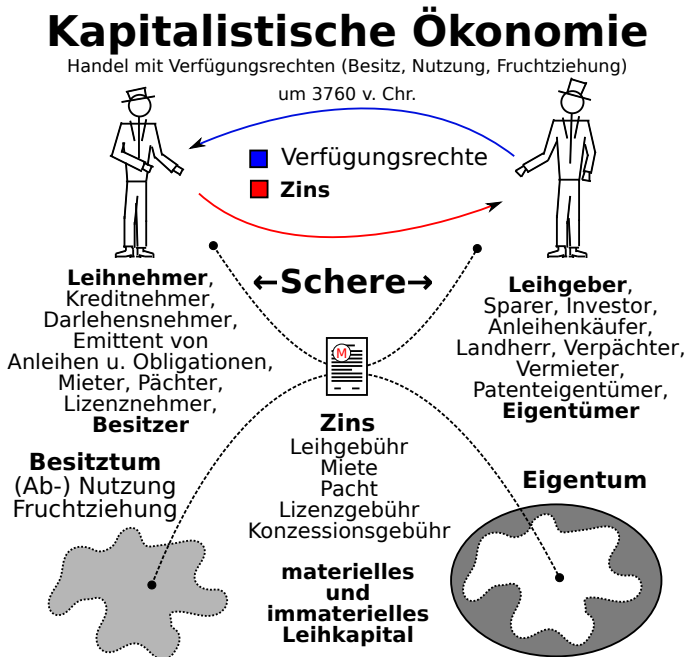 Kapitalistische Ökonomie
Handel mit Verfügungsrechten (Besitz, Nutzung, Fruchtziehung)
um 3760 v. Chr.
Verfügungsrechte
Zins
←Schere→
Leihnehmer,
Kreditnehmer,
Darlehensnehmer,
Emittent von
Anleihen u. Obligationen,
Mieter, Pächter,
Lizenznehmer,
Besitzer
Leihgeber,
Sparer, Investor,
Anleihenkäufer,
Landherr, Verpächter,
Vermieter,
Patenteigentümer,
Eigentümer
M
Zins
Leihgebühr
Miete
Pacht
Lizenzgebühr
Konzessionsgebühr
Besitztum
(Ab-) Nutzung
Fruchtziehung
Eigentum
materielles
und
immaterielles
Leihkapital